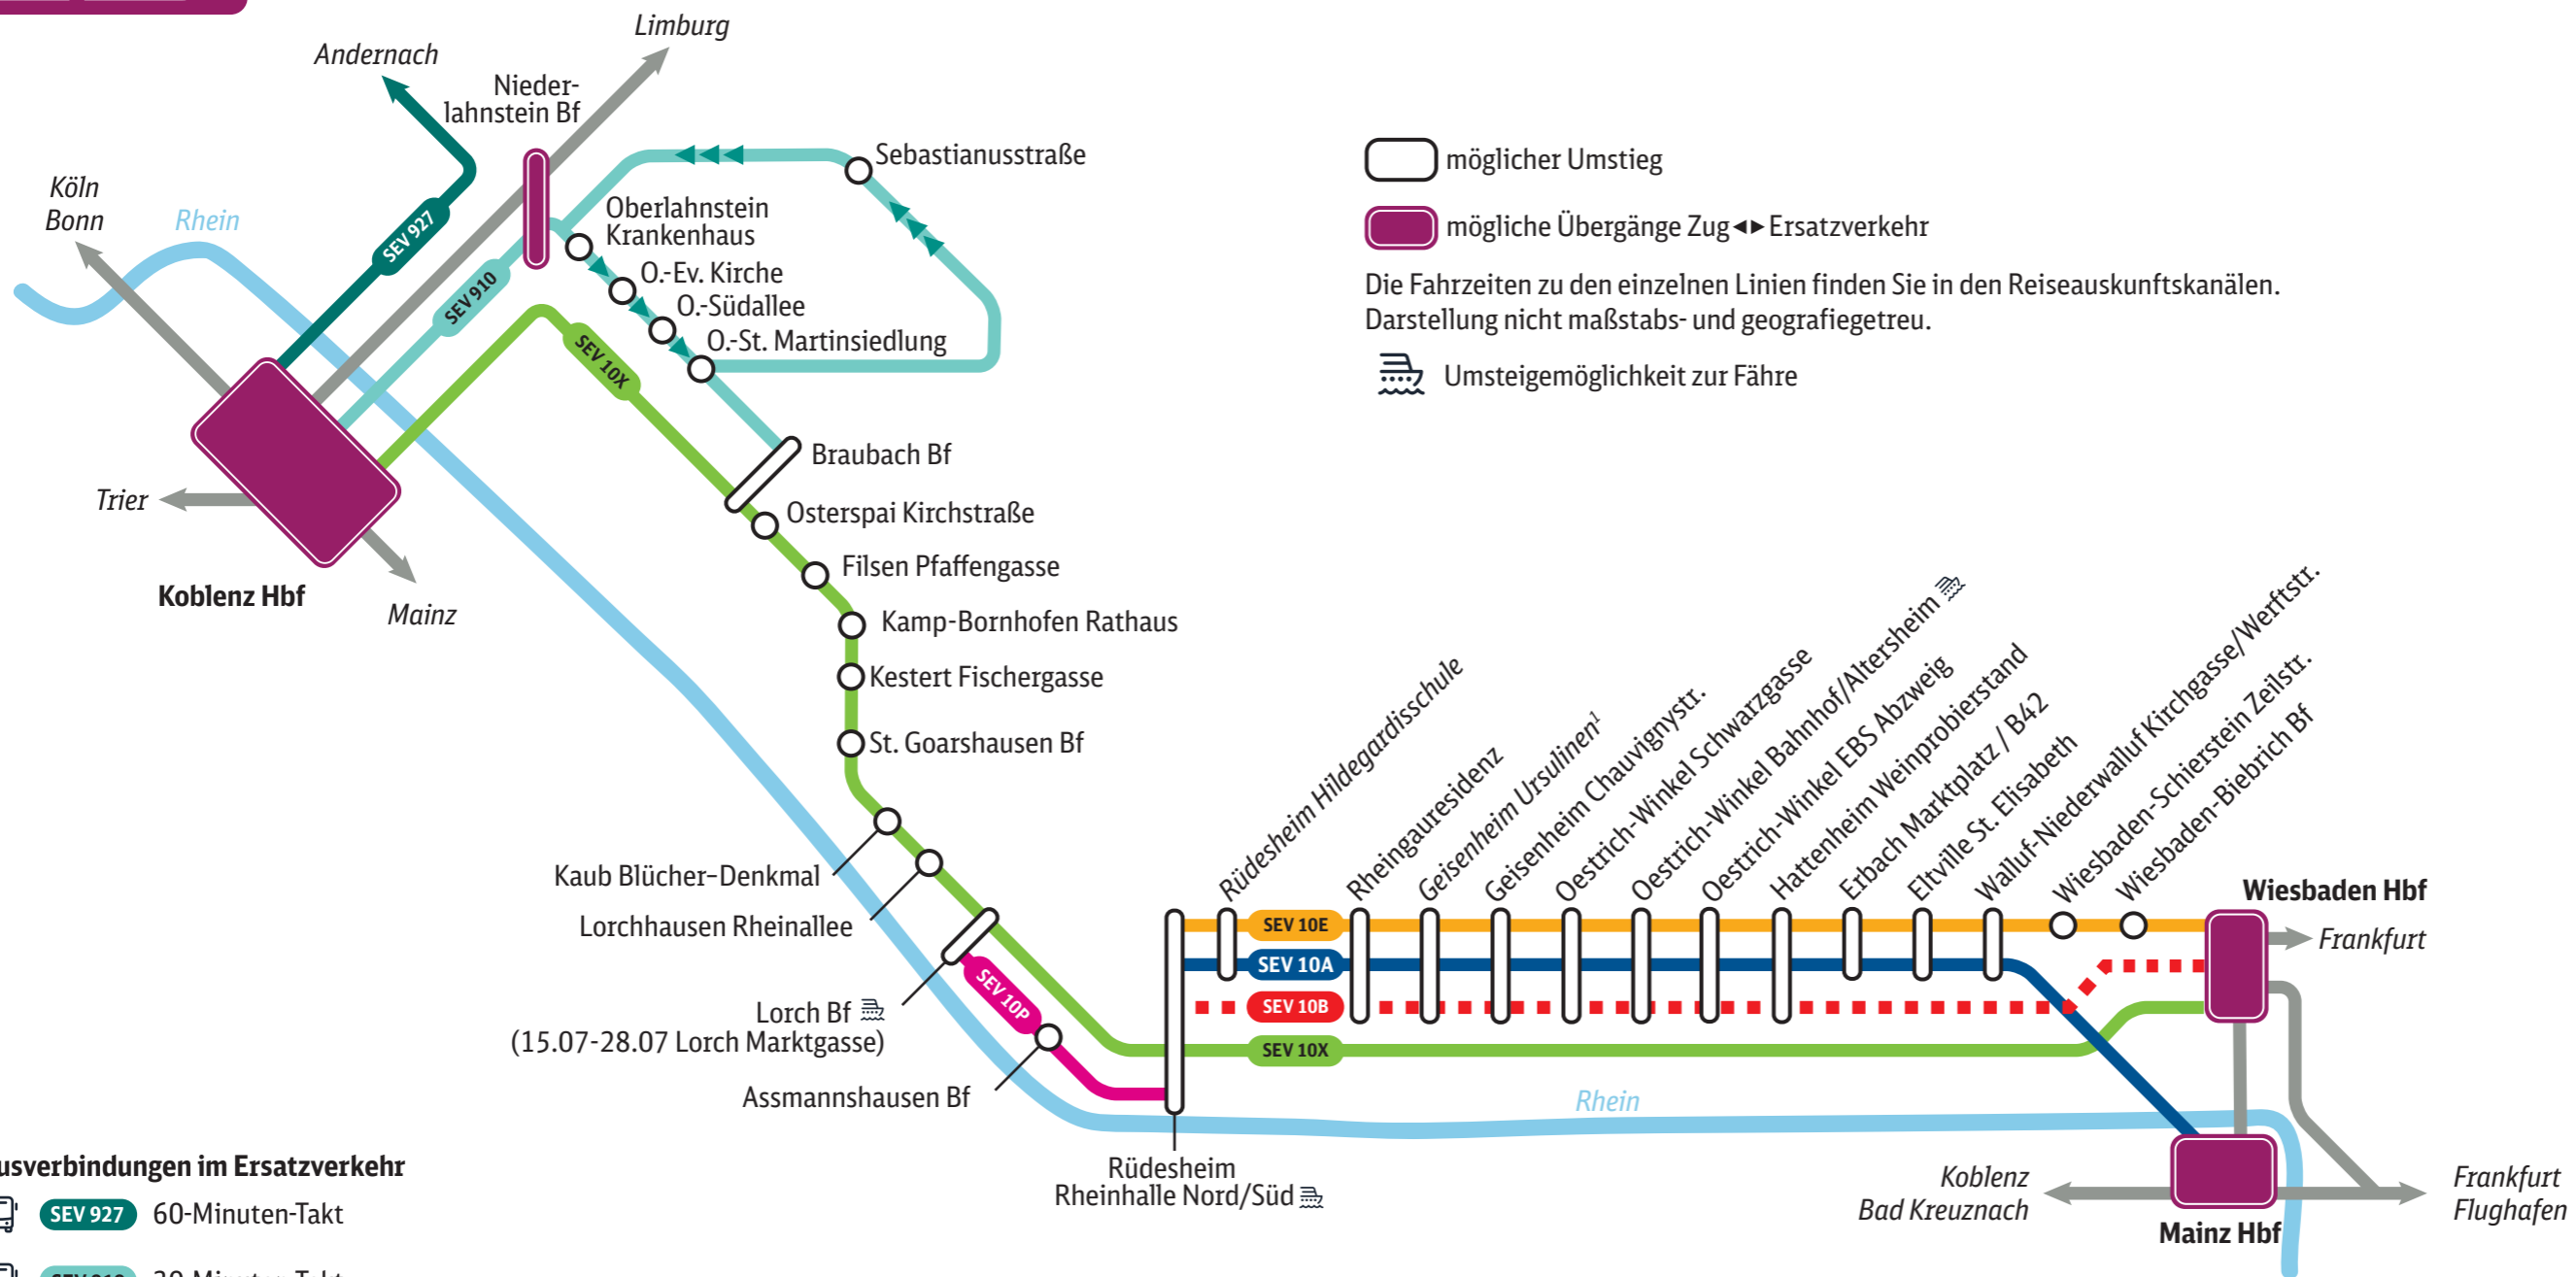 Limburg
Andernach
Nieder-
lahnstein Bf
Köln
Bonn
Rhein
SEV 927
SEV 910
SEV 10X
Sebastianusstraße
Oberlahnstein
Krankenhaus
O.-Ev. Kirche
O.-Südallee
O.-St. Martinsiedlung
Braubach Bf
Osterspai Kirchstraße
Filsen Pfaffengasse
Kamp-Bornhofen Rathaus
Kestert Fischergasse
St. Goarshausen Bf
Trier
Koblenz Hbf
Mainz
möglicher Umstieg
mögliche Übergänge Zug◄►Ersatzverkehr
Die Fahrzeiten zu den einzelnen Linien finden Sie in den Reiseauskunftskanälen.
Darstellung nicht maßstabs- und geografiegetreu.
Umsteigemöglichkeit zur Fähre
Kaub Blücher-Denkmal
Lorchhausen Rheinallee
Lorch Bf
(15.07-28.07 Lorch Marktgasse)
SEV 10P
Assmannshausen Bf
Rüdesheim
Rheinhalle Nord/Süd
Rüdesheim Hildegardisschule
Rheingauresidenz
Geisenheim Ursulinen¹
Geisenheim Chauvignystr.
Oestrich-Winkel Schwarzgasse
Oestrich-Winkel Bahnhof/Altersheim
Oestrich-Winkel EBS Abzweig
Hattenheim Weinprobierstand
Erbach Marktplatz / B42
Eltville St. Elisabeth
Walluf-Niederwalluf Kirchgasse/Werftstr.
Wiesbaden-Schierstein Zeilstr.
Wiesbaden-Biebrich Bf
SEV 10E
SEV 10A
SEV 10B
SEV 10X
Wiesbaden Hbf
Frankfurt
Rhein
Koblenz
Bad Kreuznach
Mainz Hbf
Frankfurt
Flughafen
usverbindungen im Ersatzverkehr
SEV 927 60-Minuten-Takt